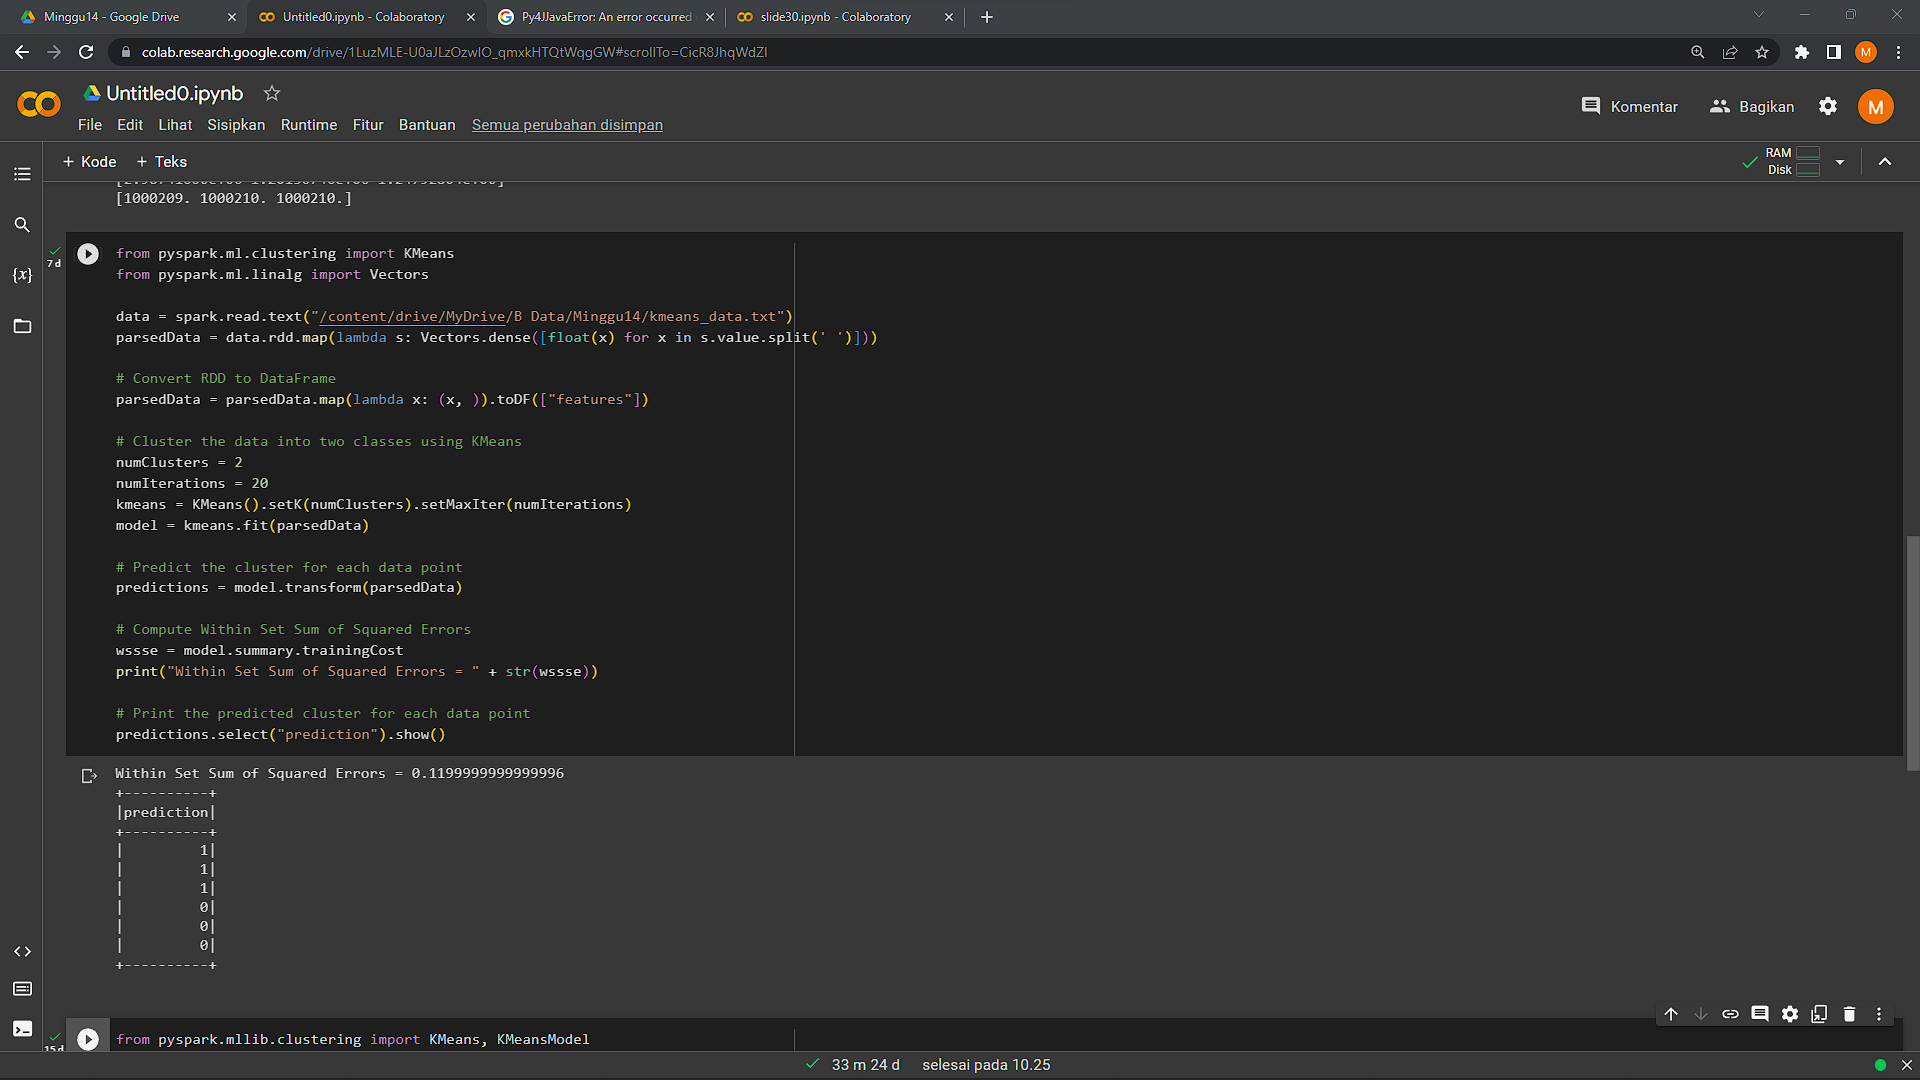 Minggu14 - Google Drive
Untitled0.ipynb - Colaboratory
Py4JJavaError: An error occurred
slide30.ipynb - Colaboratory
colab.research.google.com/drive/1LuzMLE-U0aJLzOzwIO_qmxkHTQtWqgGW#scrollTo=CicR8JhqWdZI
M
Untitled0.ipynb
Komentar
Bagikan
M
File Edit Lihat Sisipkan Runtime Fitur Bantuan Semua perubahan disimpan
+ Kode + Teks
RAM
Disk
[1000209. 1000210. 1000210.]
7 d
from pyspark.ml.clustering import KMeans
from pyspark.ml.linalg import Vectors
data = spark.read.text("/content/drive/MyDrive/B Data/Minggu14/kmeans_data.txt")
parsedData = data.rdd.map(lambda s: Vectors.dense([float(x) for x in s.value.split(' ')]))
# Convert RDD to DataFrame
parsedData = parsedData.map(lambda x: (x, )).toDF(["features"])
# Cluster the data into two classes using KMeans
numClusters = 2
numIterations = 20
kmeans = KMeans().setK(numClusters).setMaxIter(numIterations)
model = kmeans.fit(parsedData)
# Predict the cluster for each data point
predictions = model.transform(parsedData)
# Compute Within Set Sum of Squared Errors
wssse = model.summary.trainingCost
print("Within Set Sum of Squared Errors = " + str(wssse))
# Print the predicted cluster for each data point
predictions.select("prediction").show()
Within Set Sum of Squared Errors = 0.1199999999999996
+----------+
|prediction|
+----------+
|         1|
|         1|
|         1|
|         0|
|         0|
|         0|
+----------+
15 d
from pyspark.mllib.clustering import KMeans, KMeansModel
33 m 24 d selesai pada 10.25